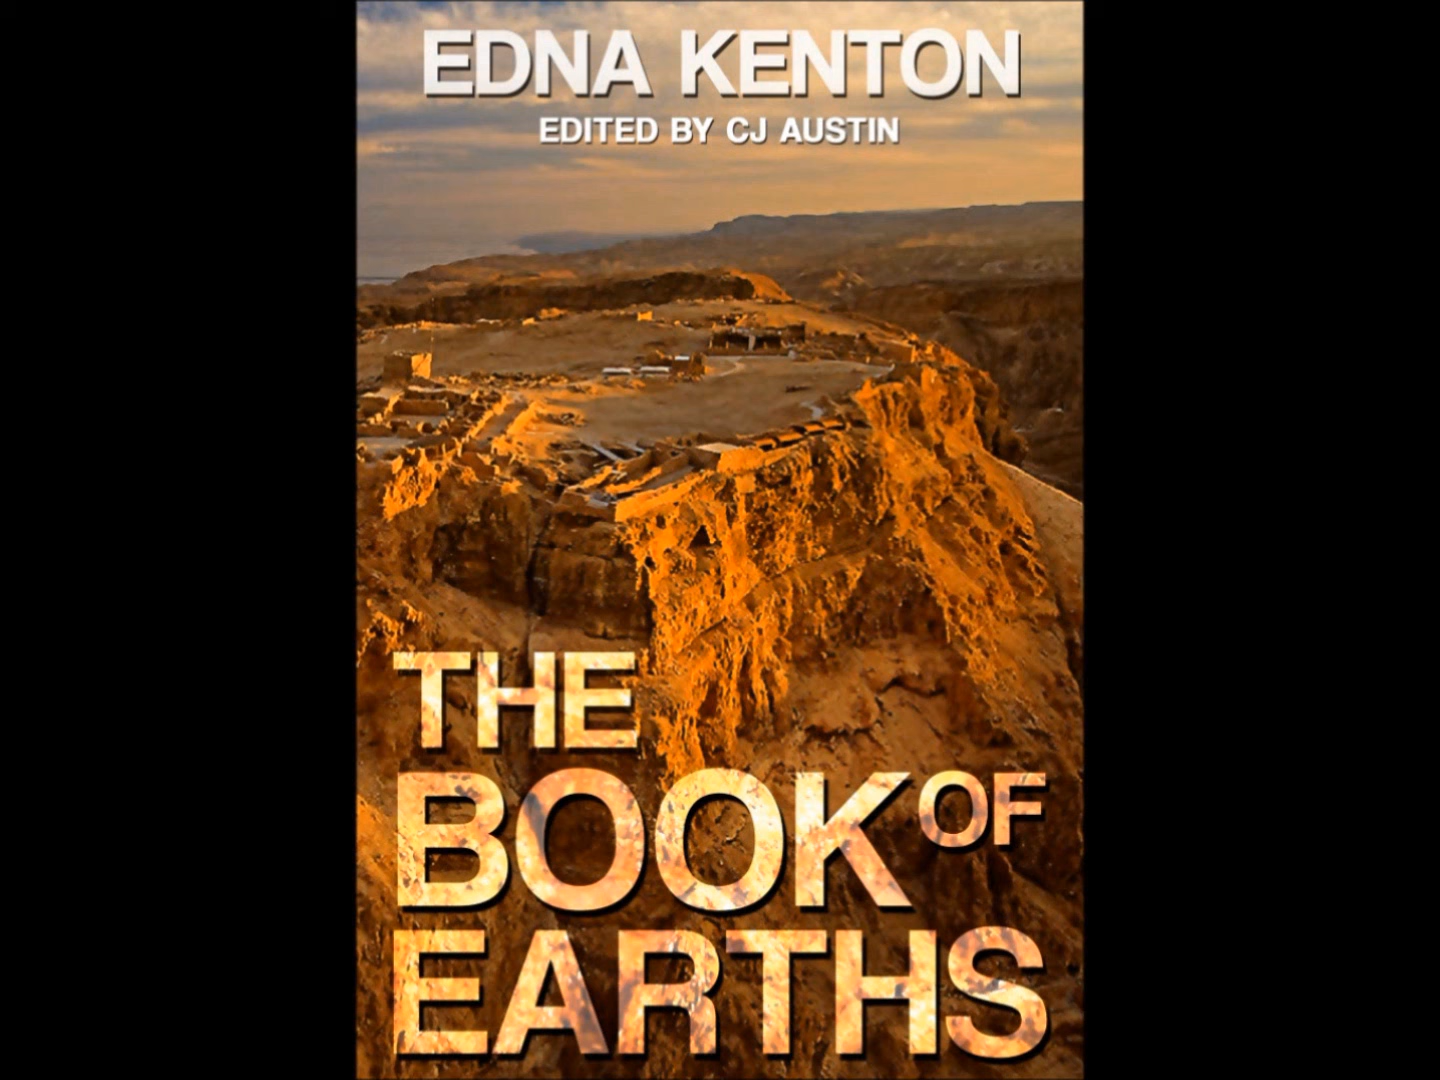 EDNA KENTON
EDITED BY CJ AUSTIN
THE
BOOK OF
EARTHS